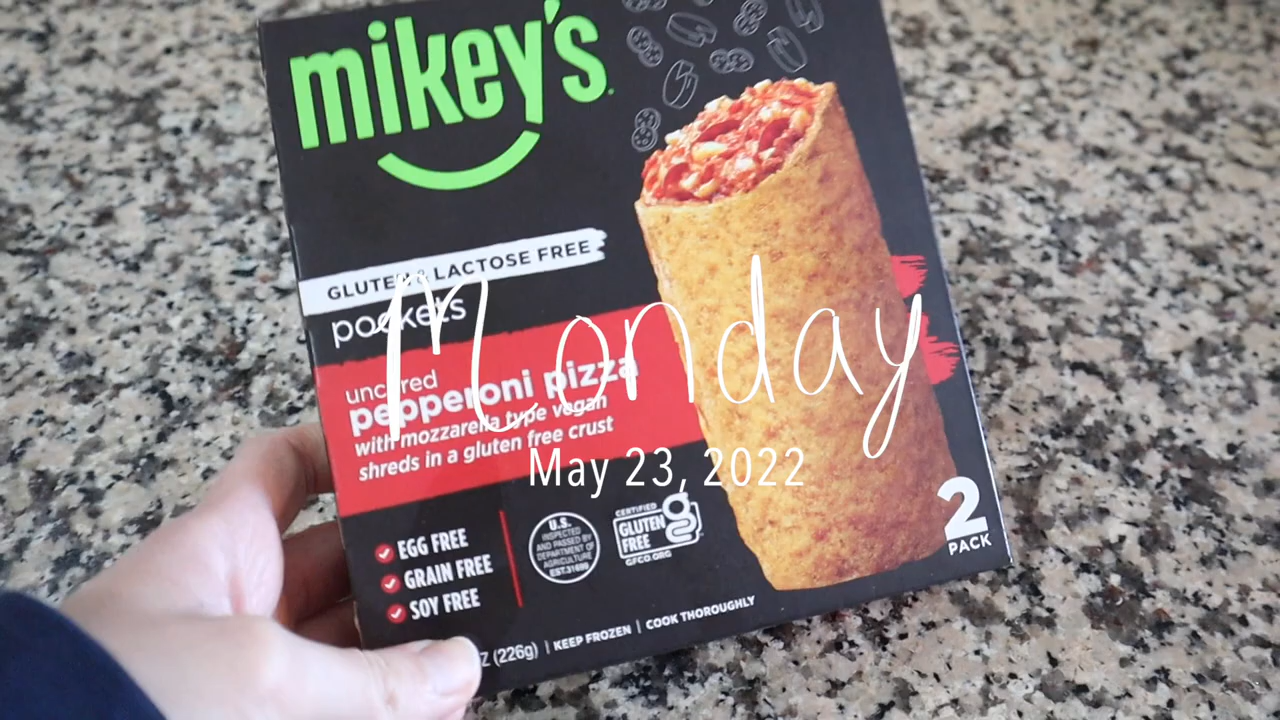 mikey's
GLUTEN & LACTOSE FREE
pockets
Monday
uncured
pepperoni pizza
with mozzarella type vegan
shreds in a gluten free crust
May 23, 2022
EGG FREE
GRAIN FREE
SOY FREE
U.S.
INSPECTED
AND PASSED BY
DEPARTMENT OF
AGRICULTURE
EST.31699
CERTIFIED
GLUTEN
FREE
GFCO.ORG
2
PACK
Z (226g) | KEEP FROZEN | COOK THOROUGHLY